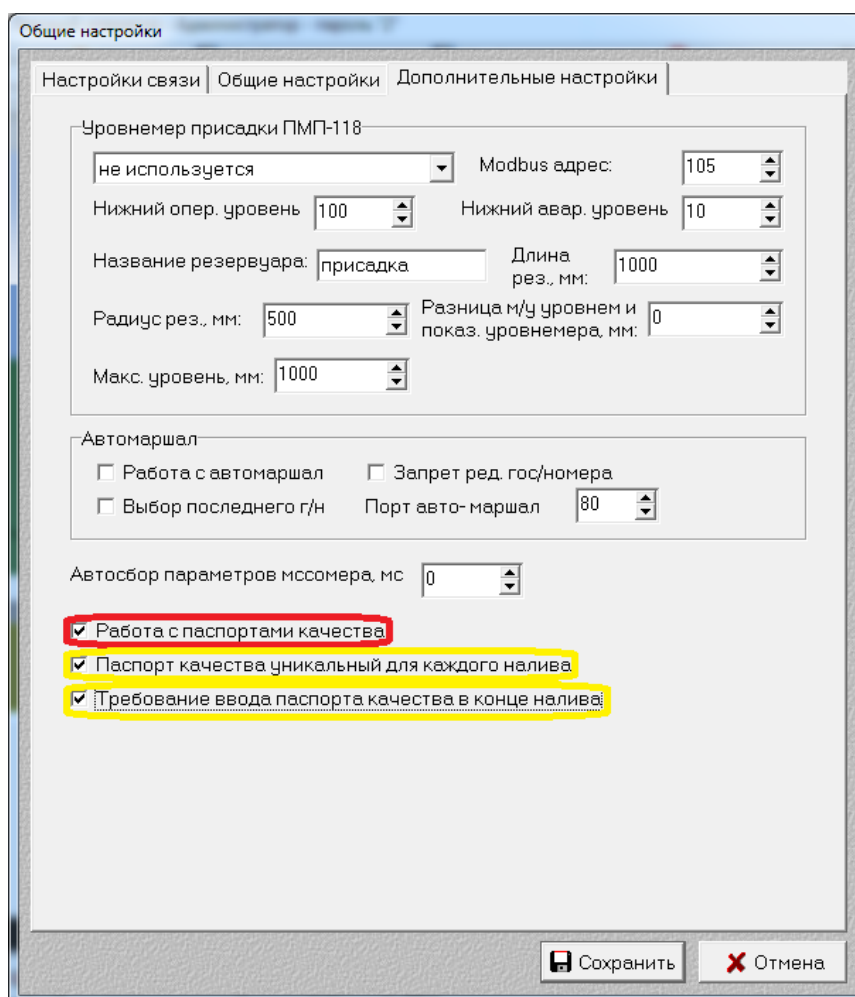 Общие настройки
Настройки связи Общие настройки Дополнительные настройки
Уровнемер присадки ПМП-118
не используется Modbus адрес: 105
Нижний опер. уровень 100 Нижний авар. уровень 10
Название резервуара: присадка Длина рез., мм: 1000
Радиус рез., мм: 500 Разница м/у уровнем и показ. уровнемера, мм: 0
Макс. уровень, мм: 1000
Автомаршал
Работа с автомаршал Запрет ред. гос/номера
Выбор последнего г/н Порт авто- маршал 80
Автосбор параметров мссомера, мс 0
Работа с паспортами качества
Паспорт качества уникальный для каждого налива
Требование ввода паспорта качества в конце налива
Сохранить Отмена